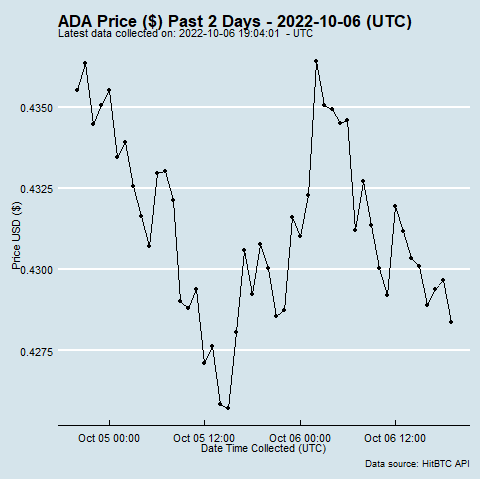 ADA Price ($) Past 2 Days - 2022-10-06 (UTC)
Latest data collected on: 2022-10-06 19:04:01  - UTC
0.4350
0.4325
0.4300
0.4275
Price USD ($)
Oct 05 00:00 Oct 05 12:00 Oct 06 00:00 Oct 06 12:00
Date Time Collected (UTC)
Data source: HitBTC API